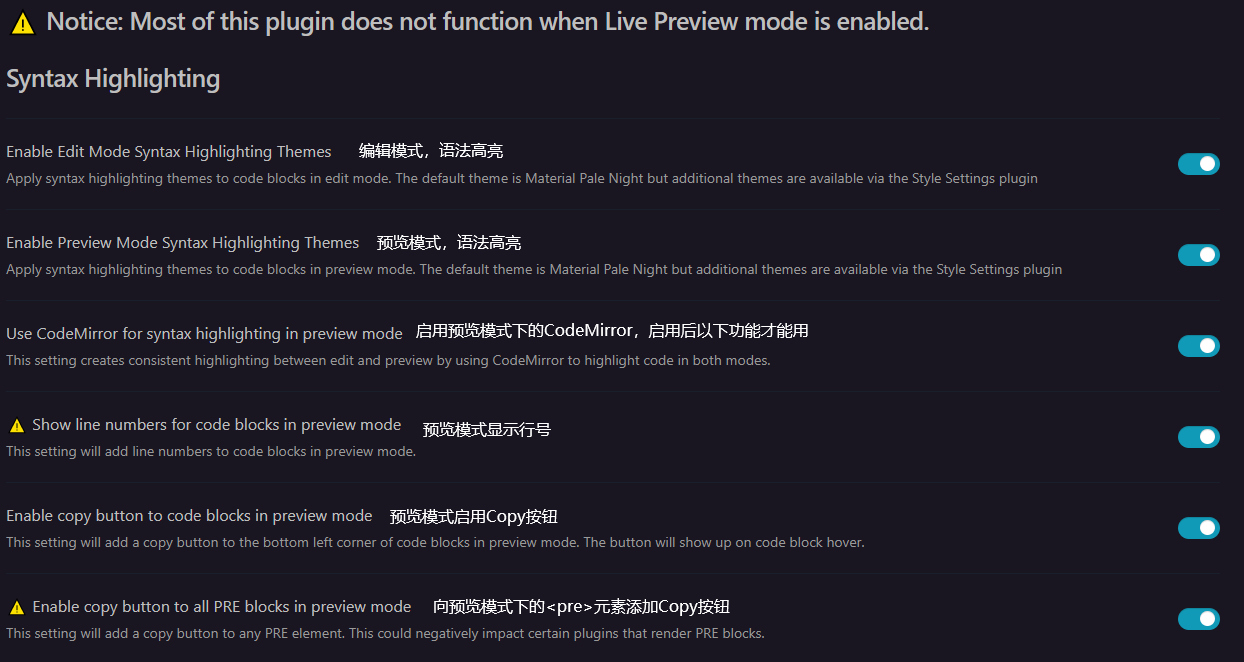 ⚠ Notice: Most of this plugin does not function when Live Preview mode is enabled.
Syntax Highlighting
Enable Edit Mode Syntax Highlighting Themes 编辑模式，语法高亮
Apply syntax highlighting themes to code blocks in edit mode. The default theme is Material Pale Night but additional themes are available via the Style Settings plugin
Enable Preview Mode Syntax Highlighting Themes 预览模式，语法高亮
Apply syntax highlighting themes to code blocks in preview mode. The default theme is Material Pale Night but additional themes are available via the Style Settings plugin
Use CodeMirror for syntax highlighting in preview mode 启用预览模式下的CodeMirror，启用后以下功能才能用
This setting creates consistent highlighting between edit and preview by using CodeMirror to highlight code in both modes.
⚠ Show line numbers for code blocks in preview mode 预览模式显示行号
This setting will add line numbers to code blocks in preview mode.
Enable copy button to code blocks in preview mode 预览模式启用Copy按钮
This setting will add a copy button to the bottom left corner of code blocks in preview mode. The button will show up on code block hover.
⚠ Enable copy button to all PRE blocks in preview mode 向预览模式下的<pre>元素添加Copy按钮
This setting will add a copy button to any PRE element. This could negatively impact certain plugins that render PRE blocks.